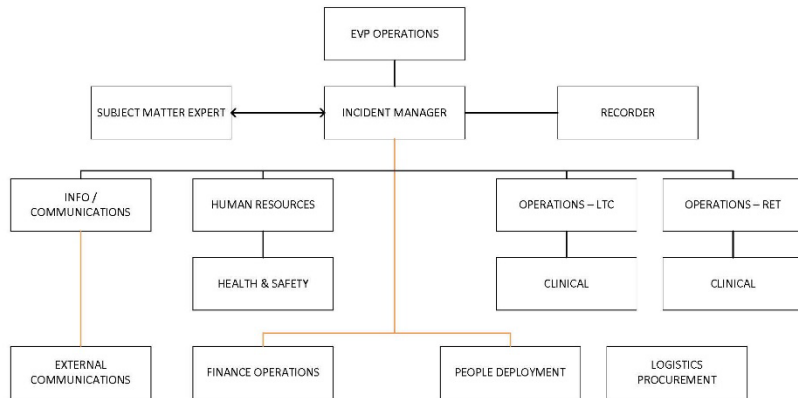 EVP OPERATIONS
SUBJECT MATTER EXPERT
INCIDENT MANAGER
RECORDER
INFO /
COMMUNICATIONS
HUMAN RESOURCES
OPERATIONS – LTC
OPERATIONS – RET
HEALTH & SAFETY
CLINICAL
CLINICAL
EXTERNAL
COMMUNICATIONS
FINANCE OPERATIONS
PEOPLE DEPLOYMENT
LOGISTICS
PROCUREMENT